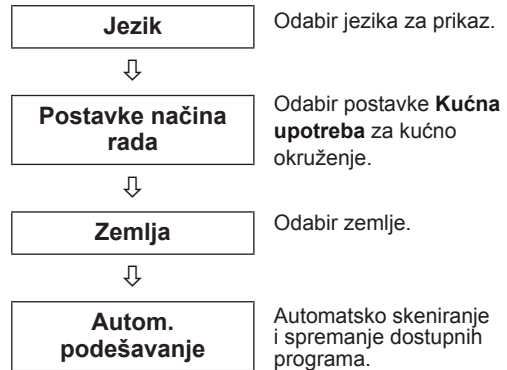 Jezik
Odabir jezika za prikaz.
Postavke načina
rada
Odabir postavke Kućna
upotreba za kućno
okruženje.
Zemlja
Odabir zemlje.
Autom.
podešavanje
Automatsko skeniranje
i spremanje dostupnih
programa.